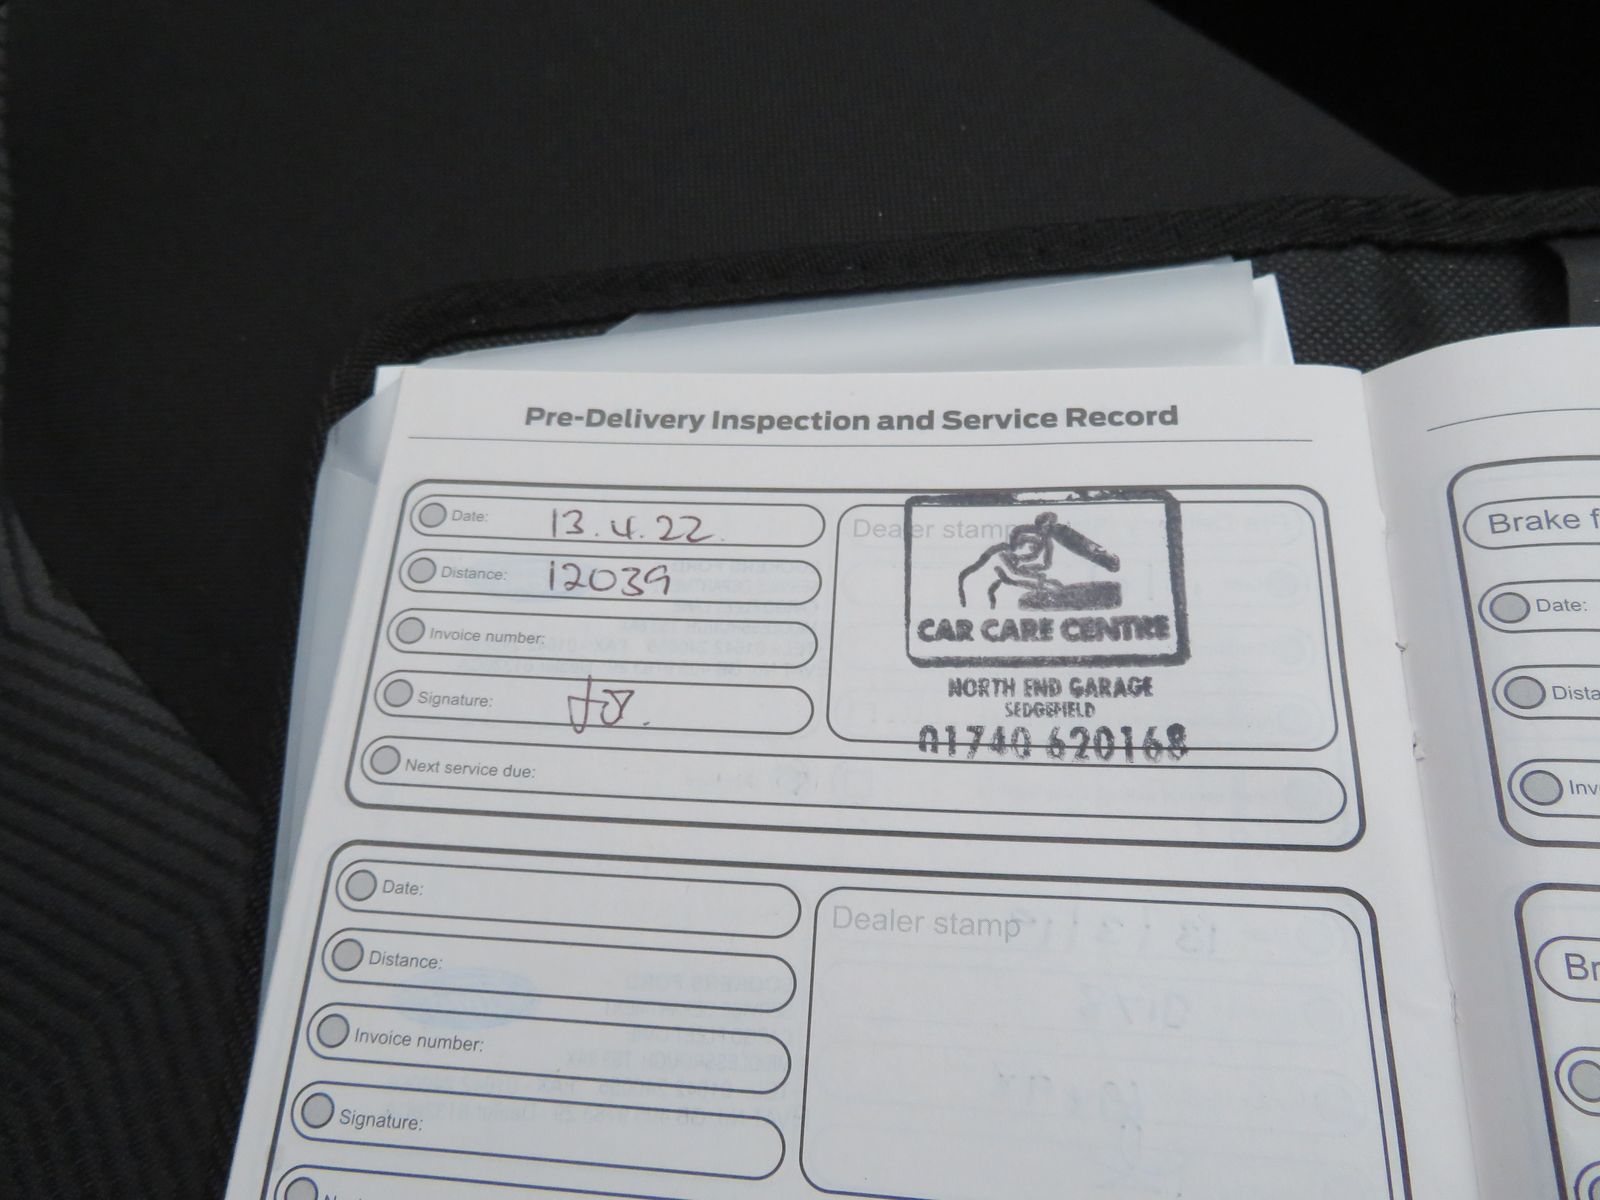 Pre-Delivery Inspection and Service Record
Date: 13.4.22.
Distance: 12039
Invoice number:
Signature:
Next service due:
Dealer stamp
CAR CARE CENTRE
NORTH END GARAGE
SEDGEFIELD
01740 620168
Date:
Distance:
Invoice number:
Signature:
Dealer stamp
Brake f
Date:
Dista
Inv
Br